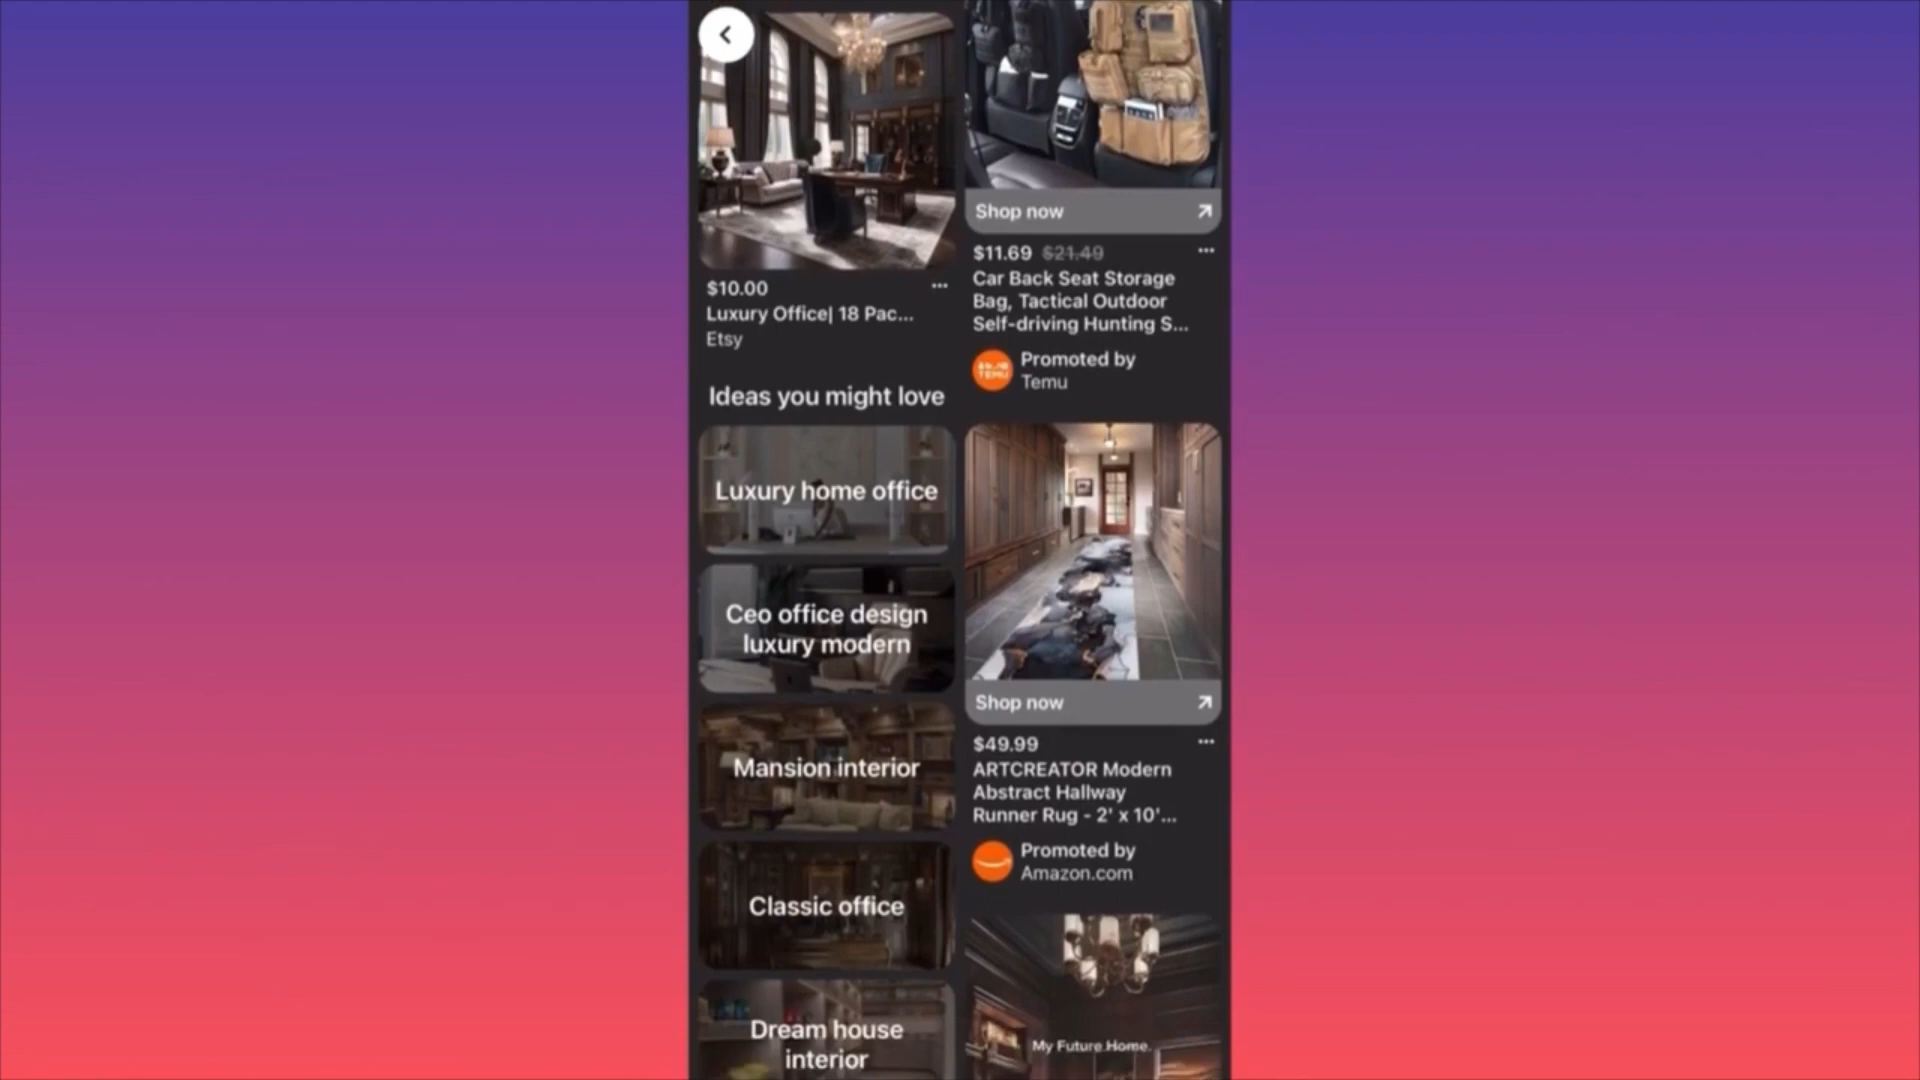 $10.00
Luxury Office| 18 Pac...
Etsy
Ideas you might love
Luxury home office
Ceo office design
luxury modern
Mansion interior
Classic office
Dream house
interior
Shop now
$11.69 $21.49
Car Back Seat Storage
Bag, Tactical Outdoor
Self-driving Hunting S...
TEMU
Promoted by
Temu
Shop now
$49.99
ARTCREATOR Modern
Abstract Hallway
Runner Rug - 2' x 10'...
Promoted by
Amazon.com
My Future Home.